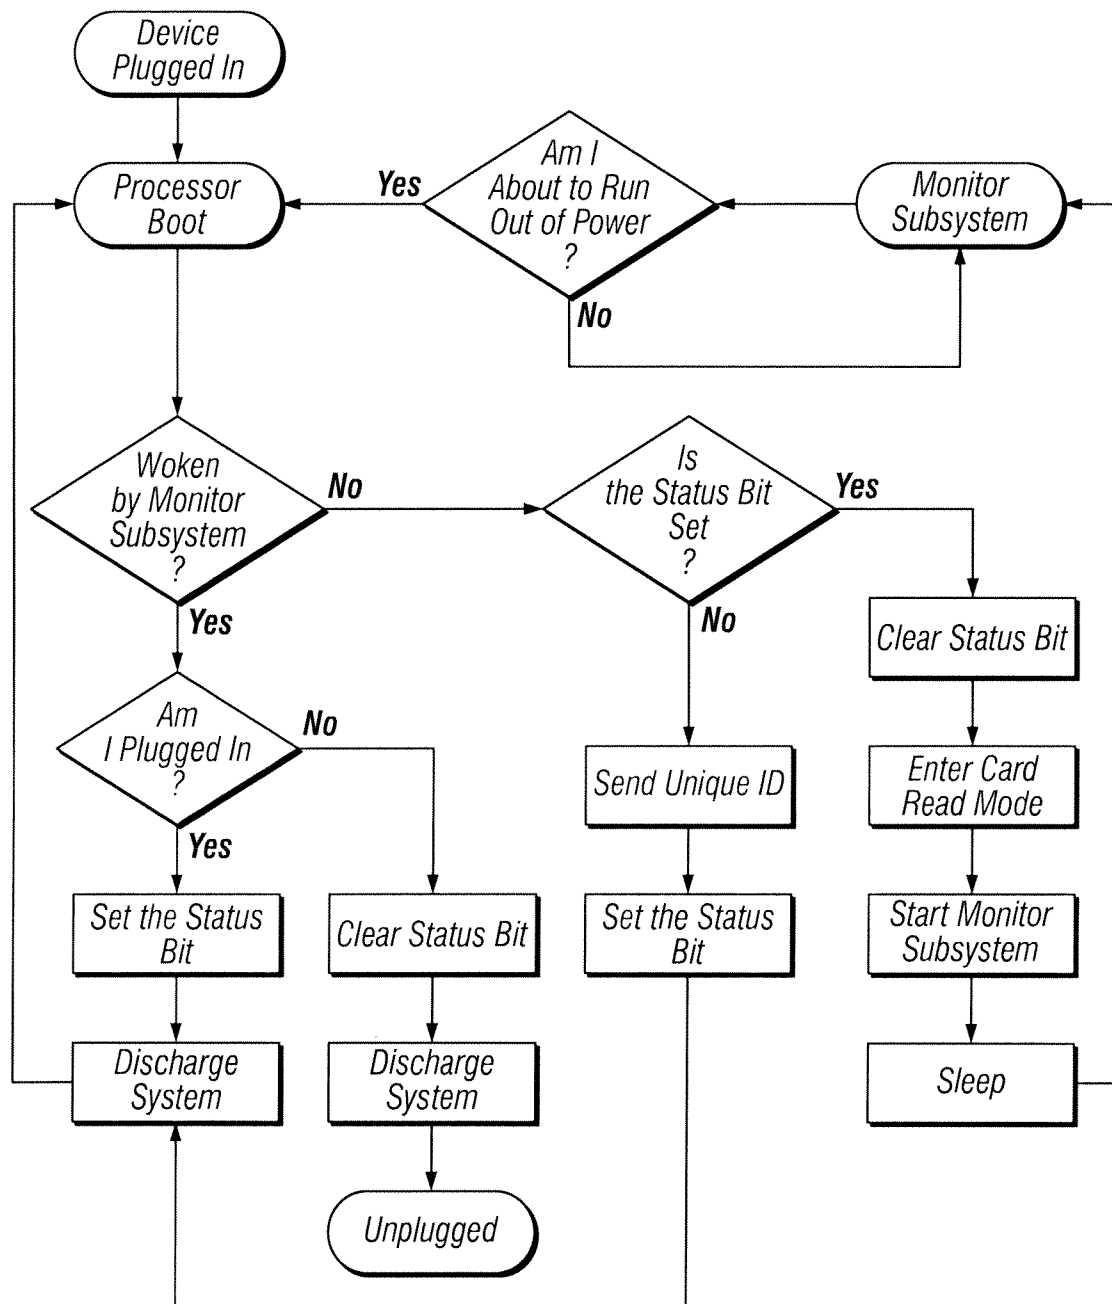 Device
Plugged In
Processor
Boot
Yes
Am I
About to Run
Out of Power
?
No
Monitor
Subsystem
Woken
by Monitor
Subsystem
?
No
Yes
Is
the Status Bit
Set
?
Yes
No
Clear Status Bit
Am
I Plugged In
?
No
Yes
Send Unique ID
Enter Card
Read Mode
Set the Status
Bit
Clear Status Bit
Set the Status
Bit
Start Monitor
Subsystem
Discharge
System
Discharge
System
Sleep
Unplugged